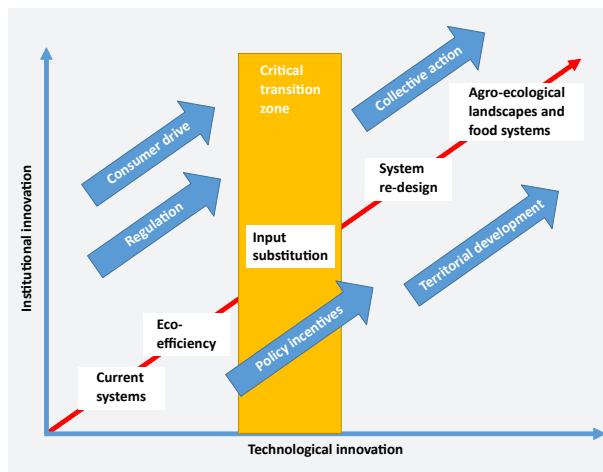 Critical
transition
zone
Collective action
Agro-ecological
landscapes and
food systems
Consumer drive
System
re-design
Regulation
Institutional innovation
Input
substitution
Territorial development
Eco-
efficiency
Policy incentives
Current
systems
Technological innovation